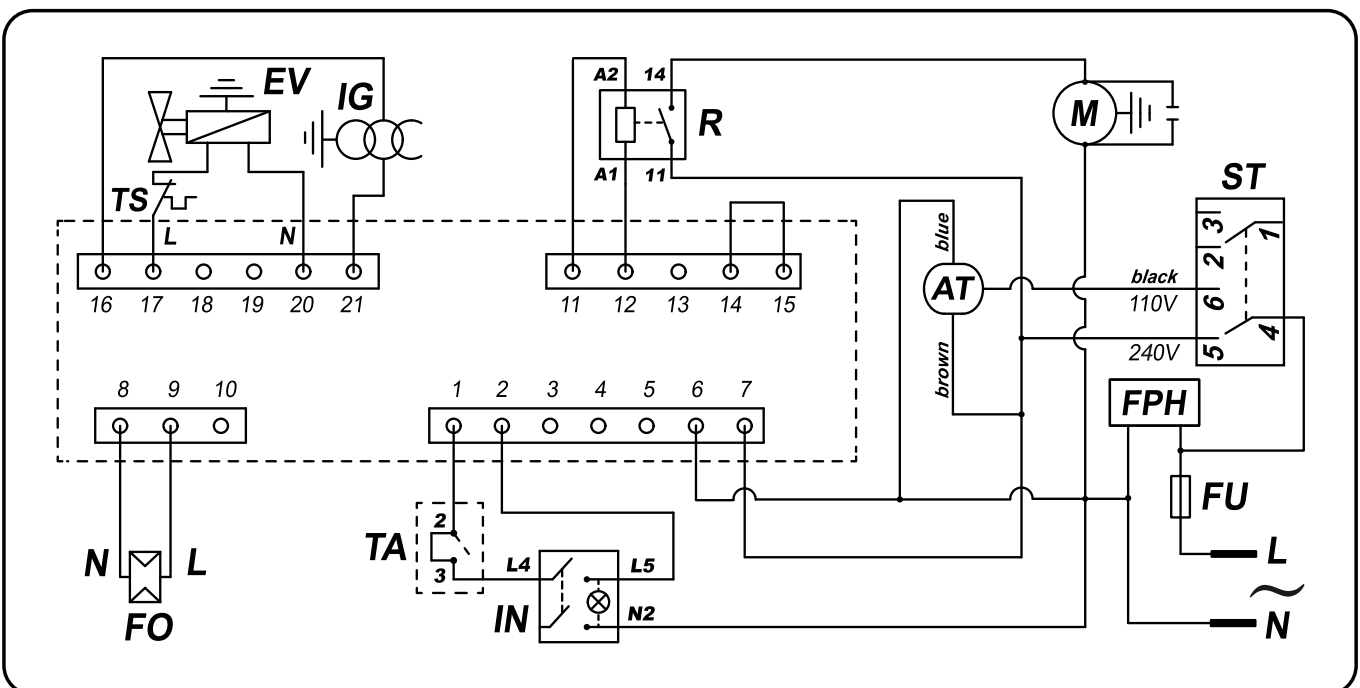 EV
IG
A2 14
R
M
ST
TS
A1 11
L N
blue
3 1
AT
black
2
110V
6
16 17 18 19 20 21
11 12 13 14 15
240V
4
5
brown
8 9 10
1 2 3 4 5 6 7
FPH
FU
2
TA
3
L4 L5
L
N L
IN
N2
~
N
FO